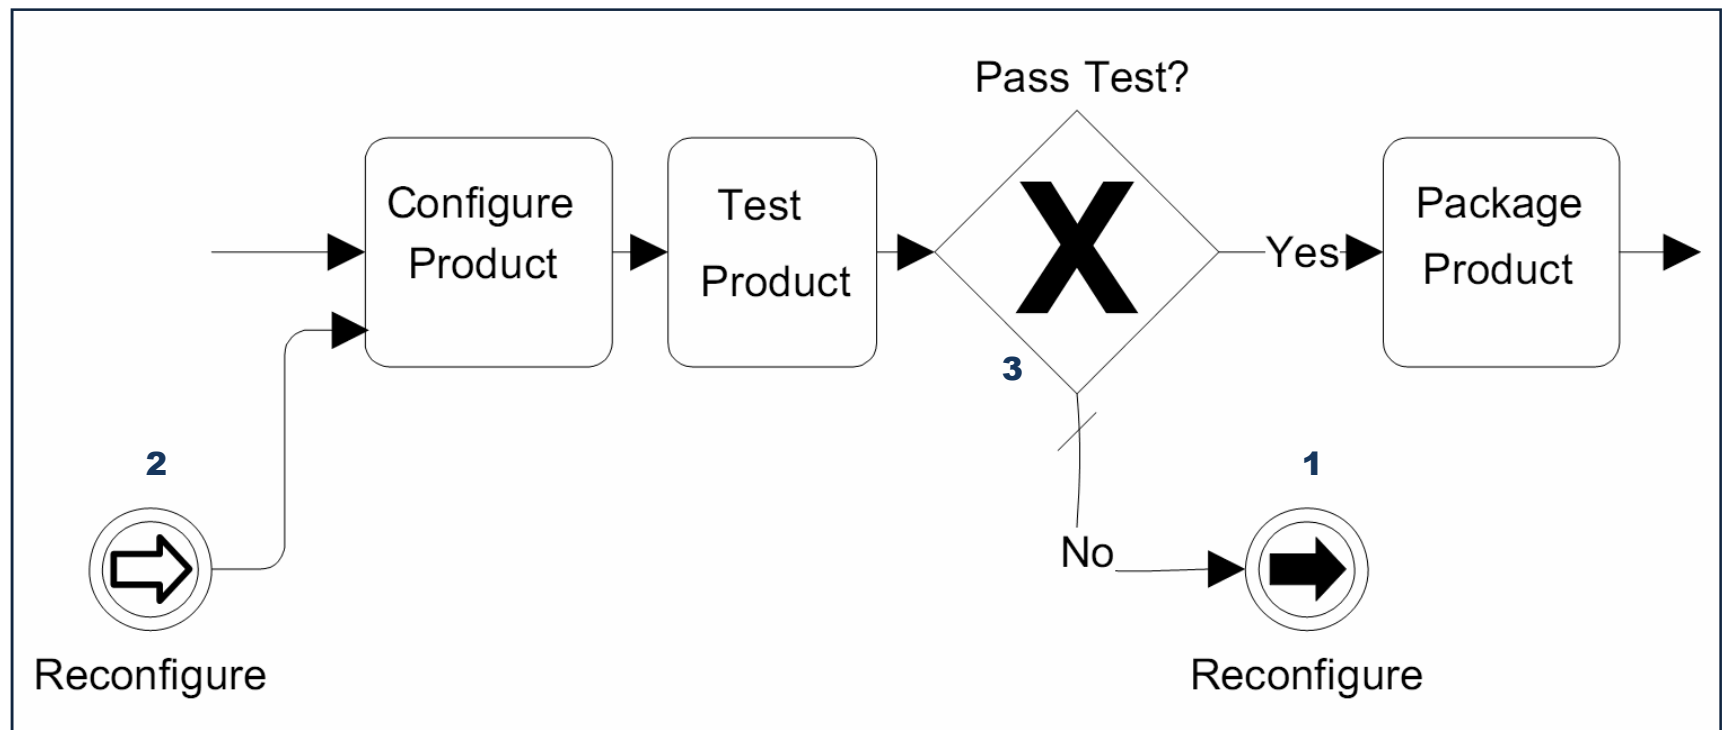 Pass Test?
Configure
Product
Test
Product
X
Yes
Package
Product
3
2
1
No
Reconfigure
Reconfigure